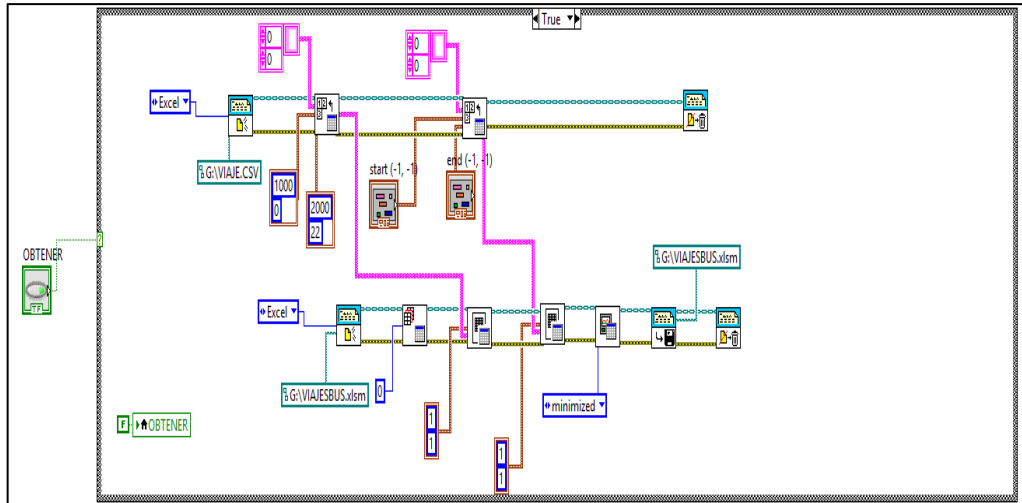 True
0
0
0
0
Excel
G:\VIAJE.CSV
1000
0
2000
22
start (-1, -1)
end (-1, -1)
OBTENER
TF
G:\VIAJESBUS.xlsm
Excel
G:\VIAJESBUS.xlsm
0
minimized
1
1
1
1
F
OBTENER